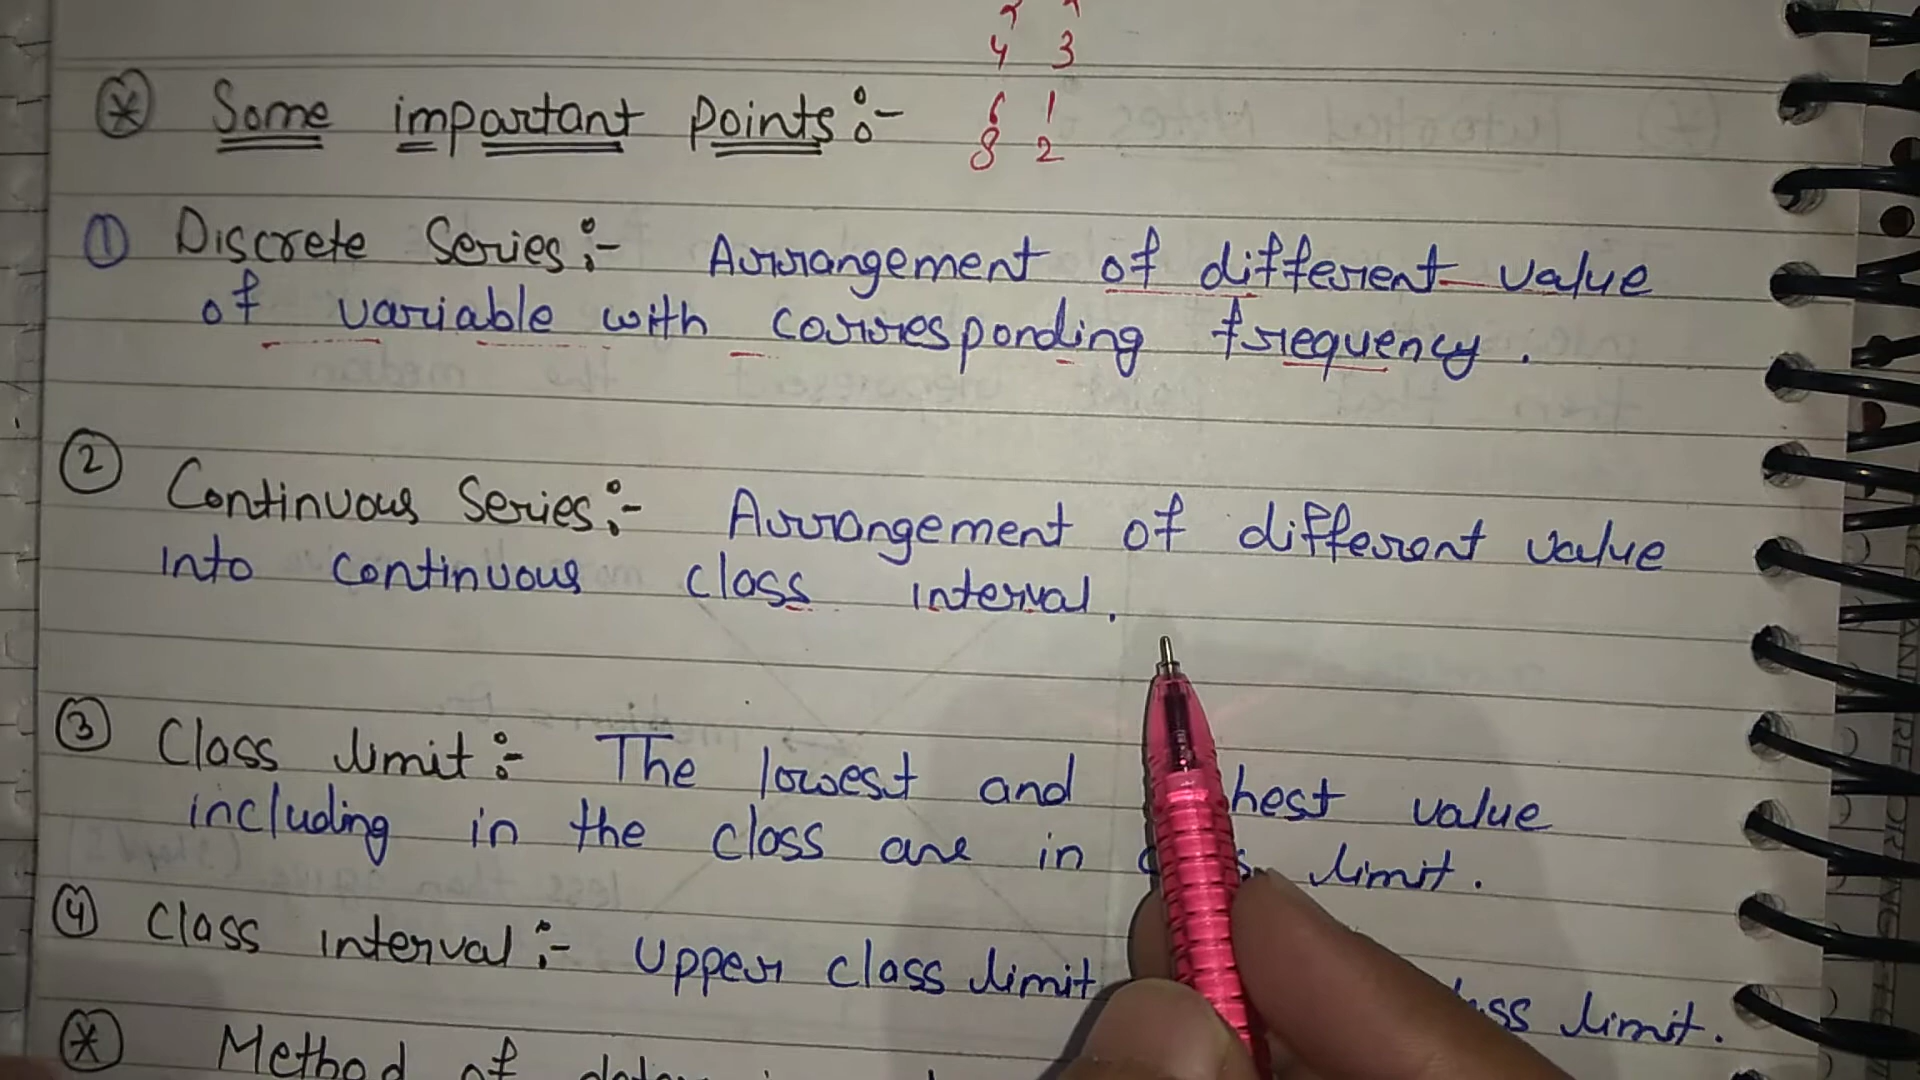 4 3
⊛ Some important Points:-
6 1
8 2
① Discrete Series:- Arrangement of different value
of variable with corresponding frequency.
② Continuous Series:- Arrangement of different value
into continuous class interval.
③ Class limit:- The lowest and hest value
including in the class are in limit.
④ Class interval:- Upper class limit limit.
⊛ Method of